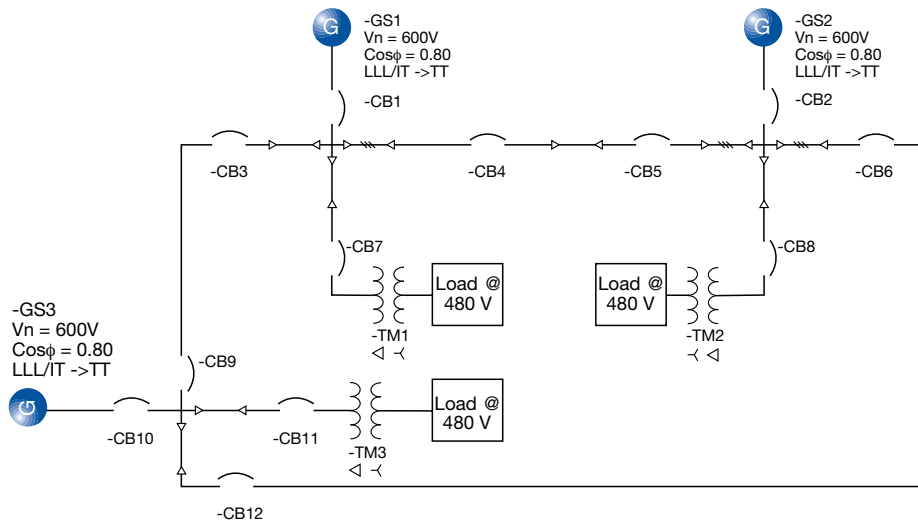 G
-GS1
Vn = 600V
Cosϕ = 0.80
LLL/IT ->TT
G
-GS2
Vn = 600V
Cosϕ = 0.80
LLL/IT ->TT
-CB1
-CB2
-CB3
-CB4
-CB5
-CB6
-CB7
-CB8
Load @
480 V
Load @
480 V
-TM1
-TM2
-GS3
Vn = 600V
Cosϕ = 0.80
LLL/IT ->TT
G
-CB9
-CB10
-CB11
Load @
480 V
-TM3
-CB12